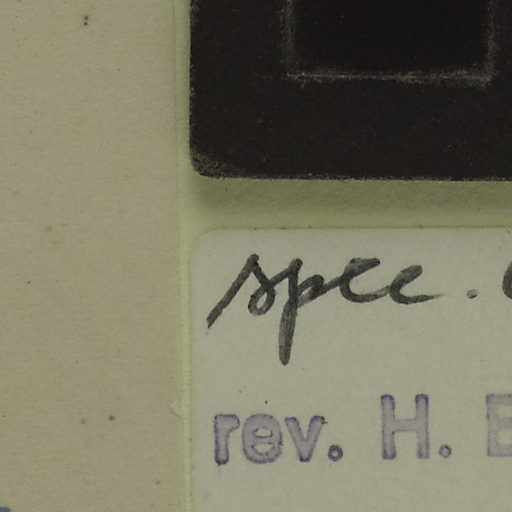 spec.
rev. H.